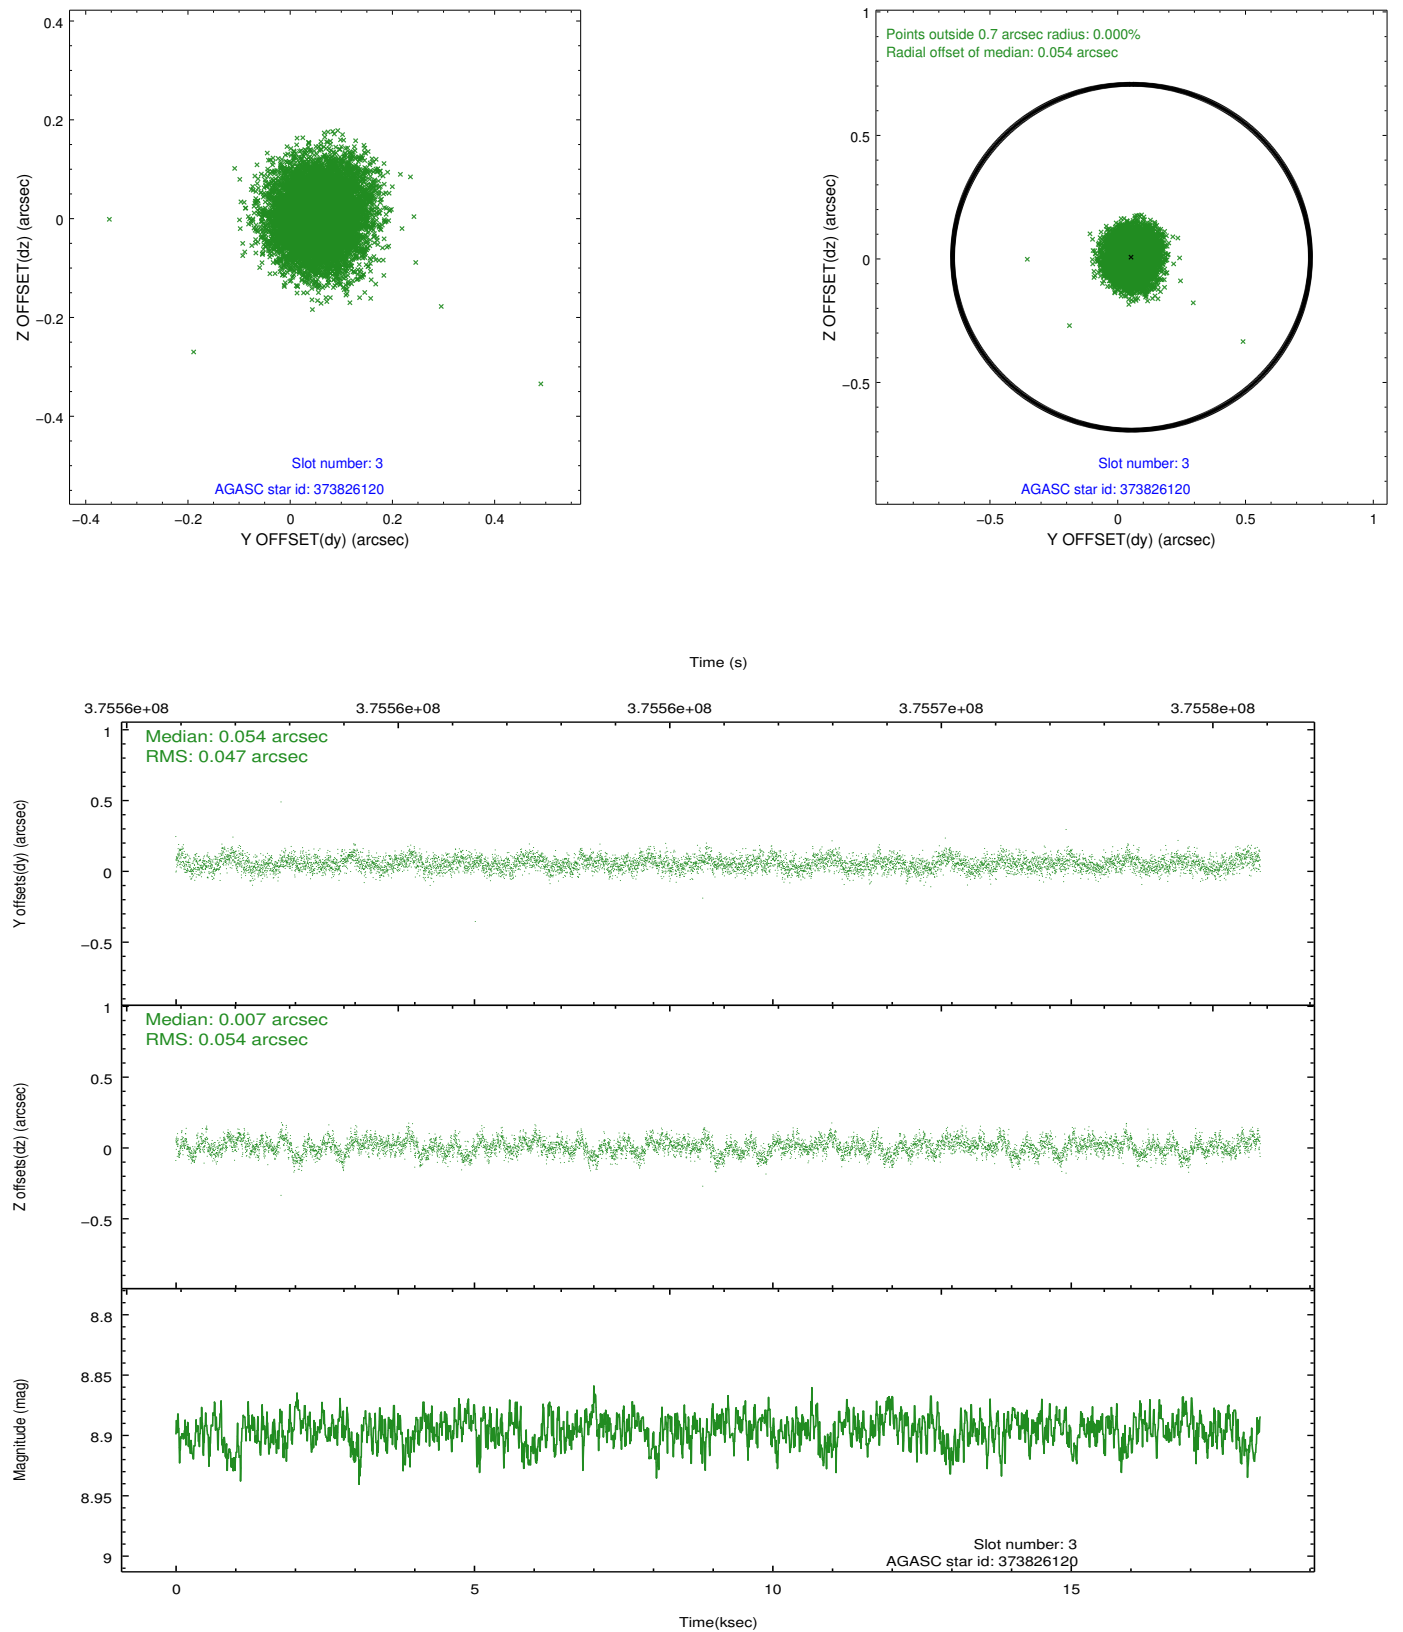 0.4
0.2
0
−0.2
−0.4
Z OFFSET(dz) (arcsec)
Slot number: 3
AGASC star id: 373826120
−0.4 −0.2 0 0.2 0.4
Y OFFSET(dy) (arcsec)
Points outside 0.7 arcsec radius: 0.000%
Radial offset of median: 0.054 arcsec
1
0.5
0
−0.5
Z OFFSET(dz) (arcsec)
Slot number: 3
AGASC star id: 373826120
−0.5 0 0.5 1
Y OFFSET(dy) (arcsec)
Time (s)
3.7556e+08 3.7556e+08 3.7556e+08 3.7557e+08 3.7558e+08
Median: 0.054 arcsec
RMS: 0.047 arcsec
1
0.5
0
−0.5
Y offsets(dy) (arcsec)
Median: 0.007 arcsec
RMS: 0.054 arcsec
1
0.5
0
−0.5
Z offsets(dz) (arcsec)
8.8
8.85
8.9
8.95
9
Magnitude (mag)
Slot number: 3
AGASC star id: 373826120
0 5 10 15
Time(ksec)